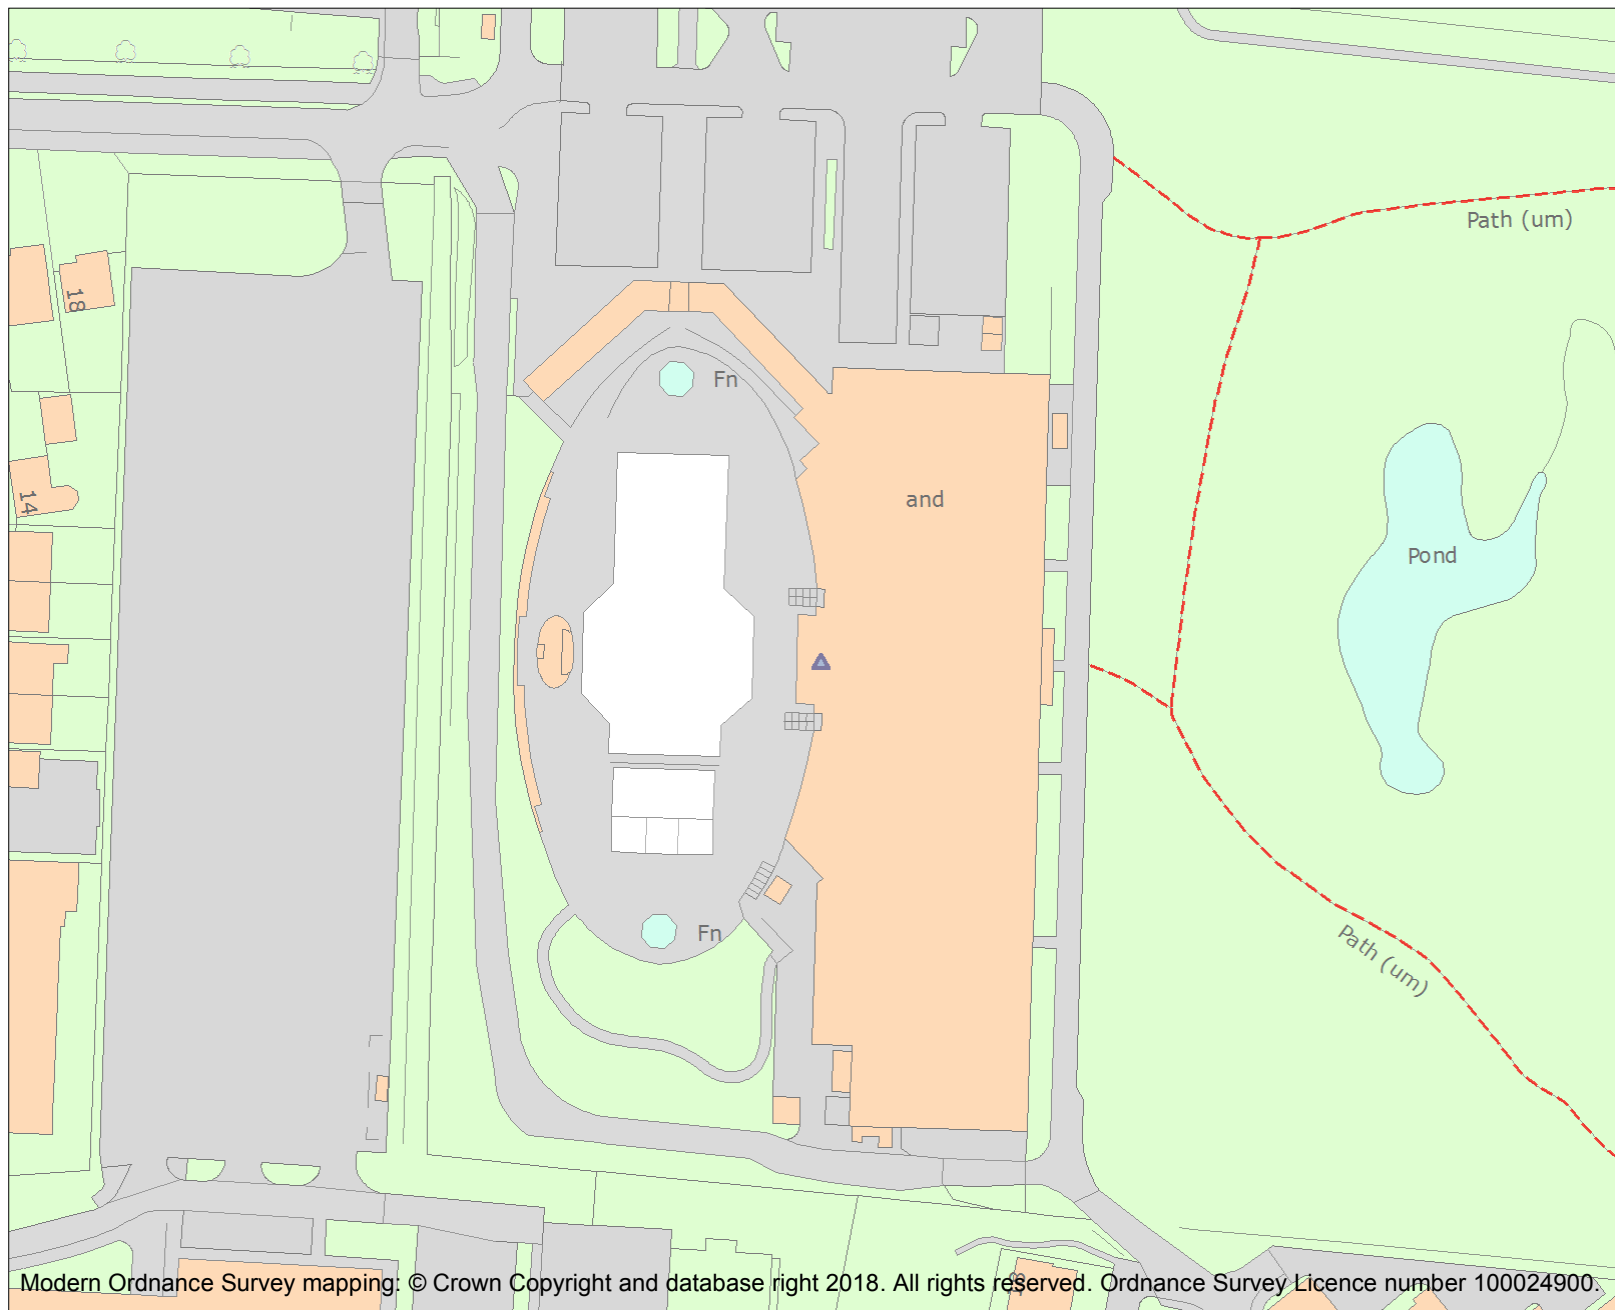 Path (um)
18
Fn
14
and
Pond
Fn
Path (um)
Modern Ordnance Survey mapping: © Crown Copyright and database right 2018. All rights reserved. Ordnance Survey Licence number 100024900.